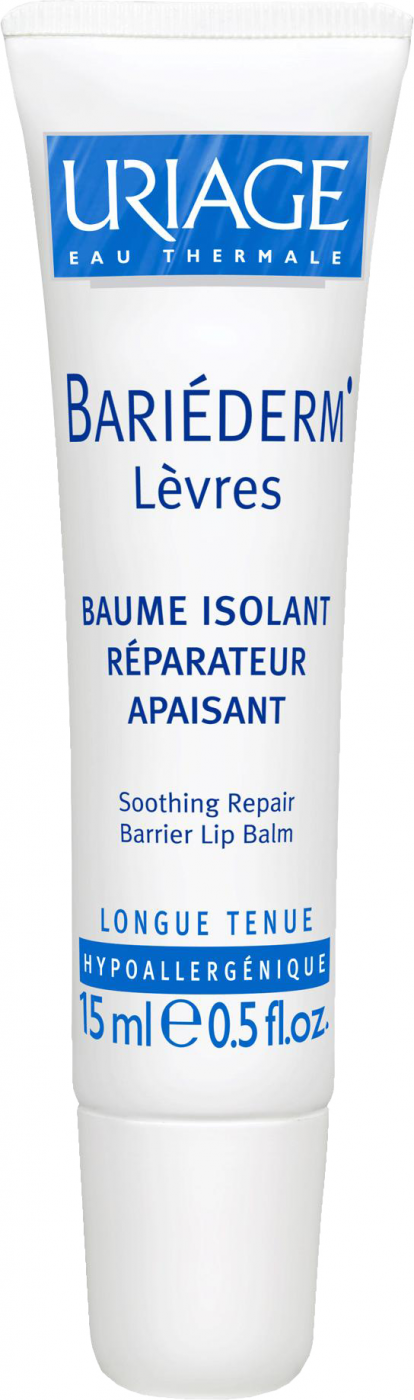 URIAGE
EAU THERMALE
BARIÉDERM
Lèvres
BAUME ISOLANT
RÉPARATEUR
APAISANT
Soothing Repair
Barrier Lip Balm
LONGUE TENUE
HYPOALLERGÉNIQUE
15 ml e 0.5 fl.oz.